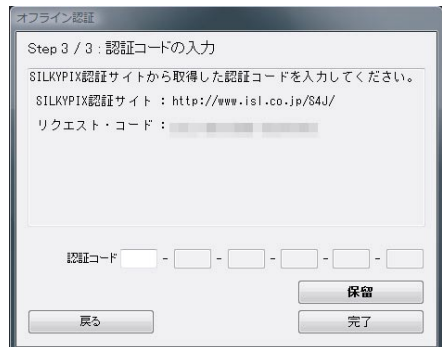 オフライン認証
Step 3 / 3 : 認証コードの入力
SILKYPIX認証サイトから取得した認証コードを入力してください。
SILKYPIX認証サイト : http://www.isl.co.jp/S4J/
リクエスト・コード :
認証コード - - - - -
保留
戻る 完了